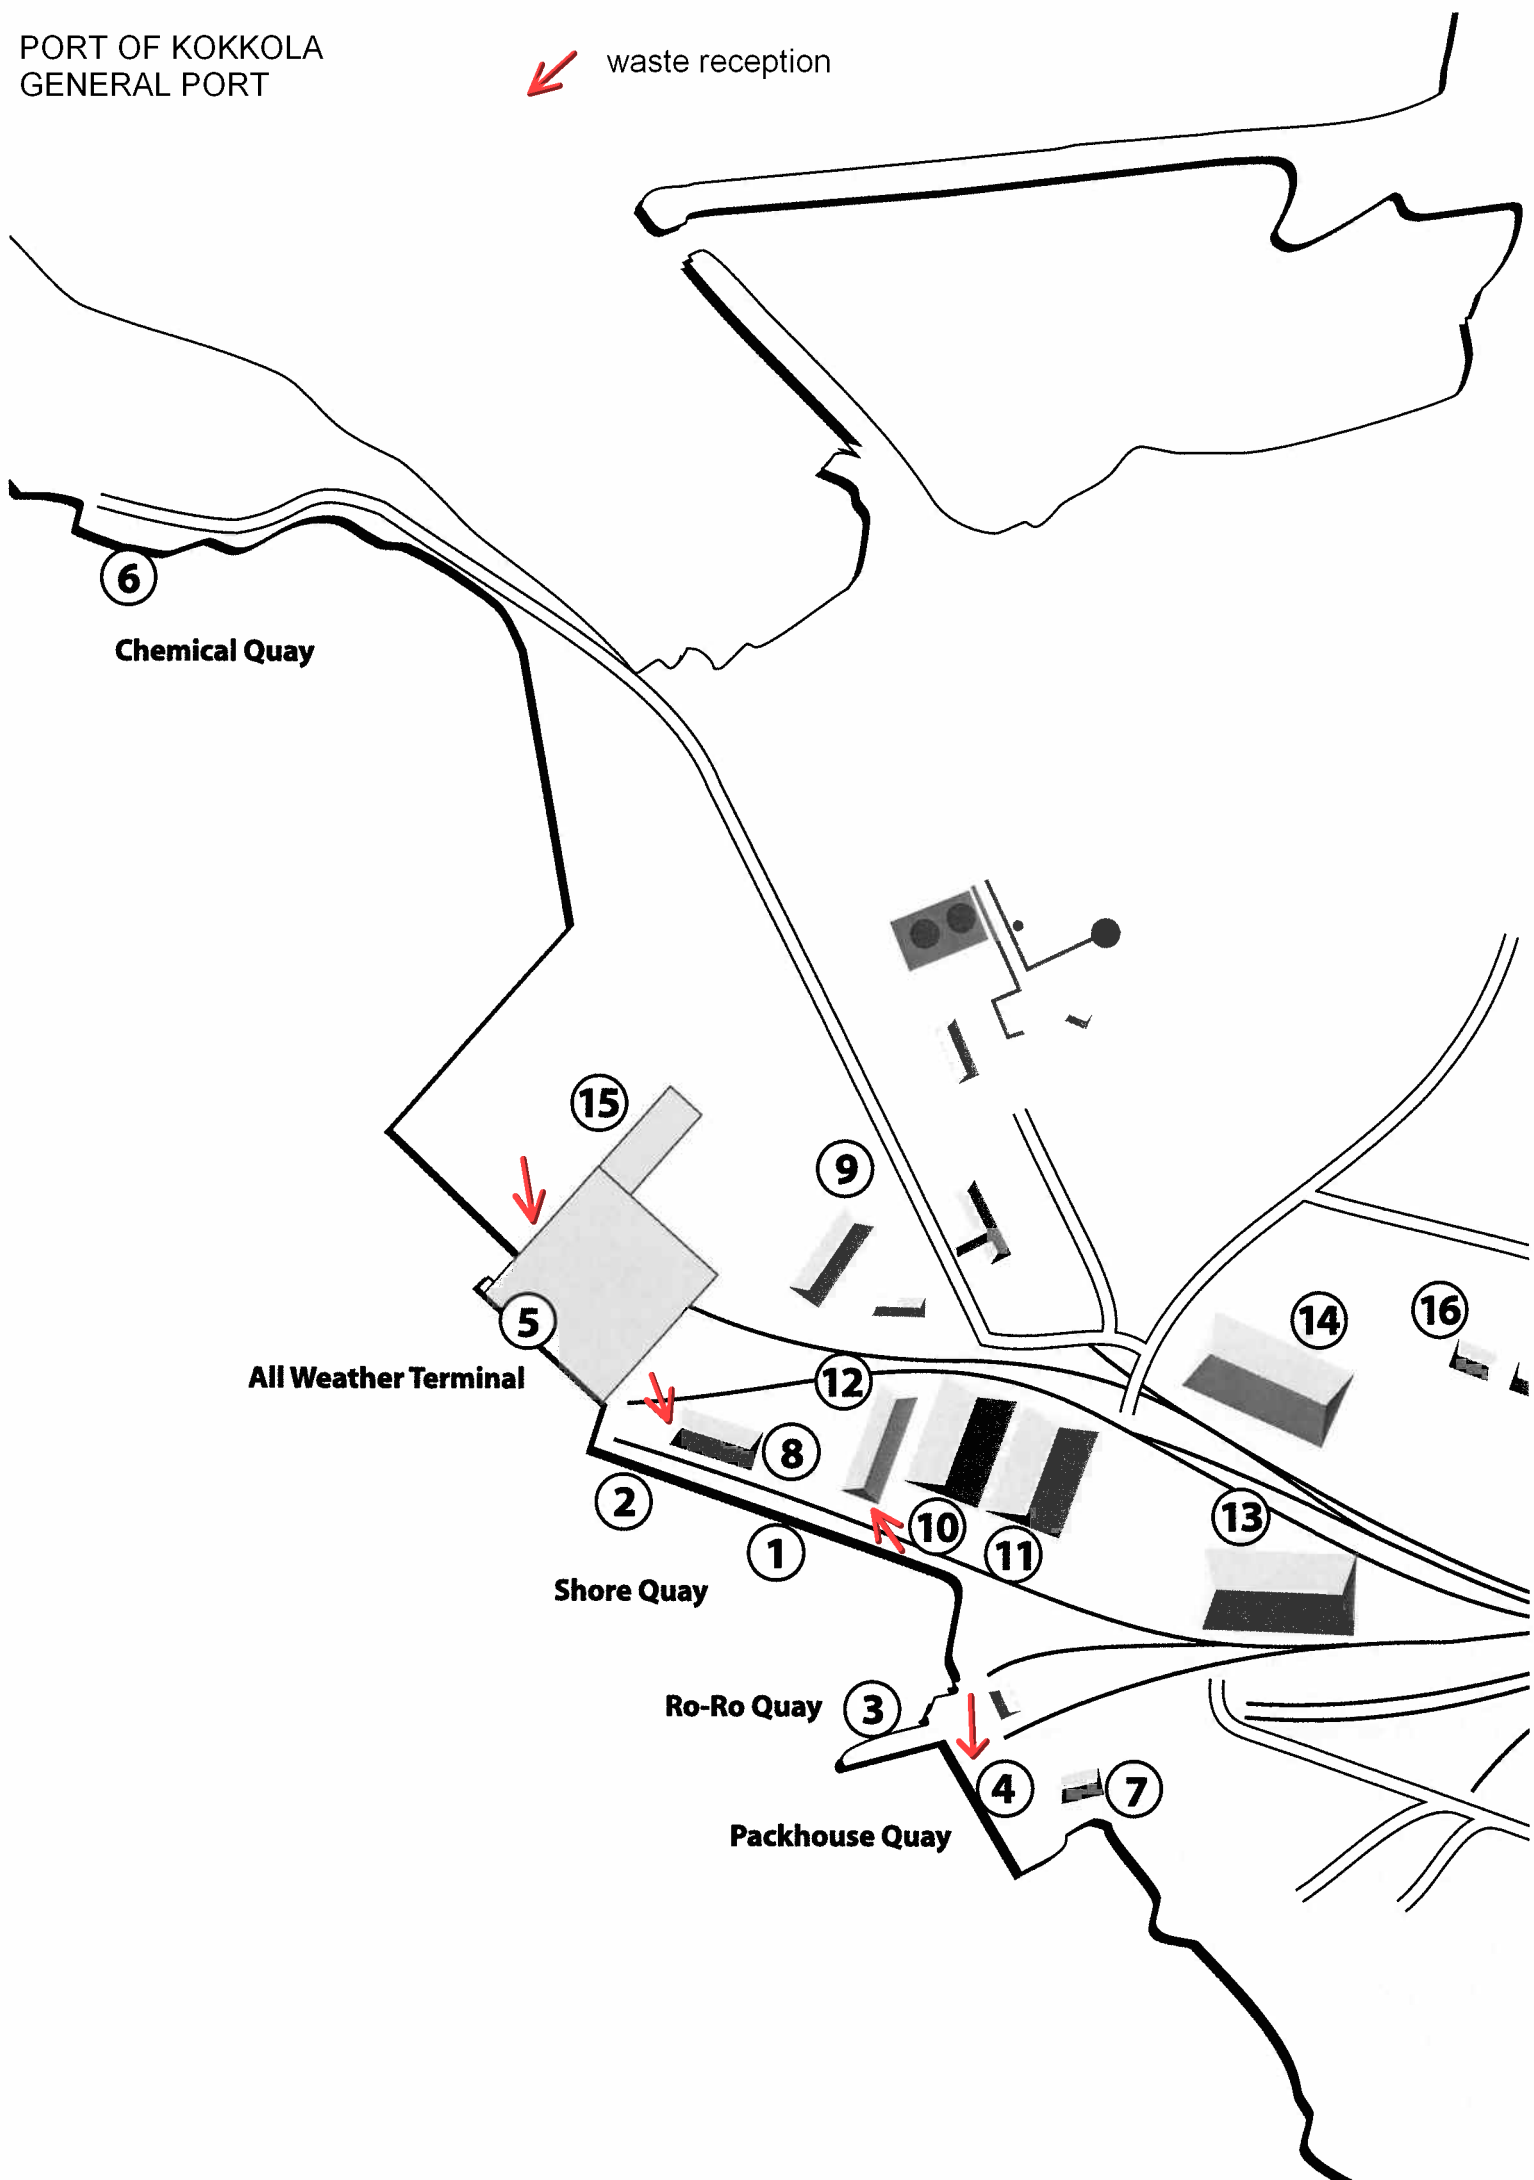 PORT OF KOKKOLA
GENERAL PORT
waste reception
6
Chemical Quay
15
9
5
14
16
All Weather Terminal
12
8
2
10
13
1
11
Shore Quay
Ro-Ro Quay
3
4
7
Packhouse Quay